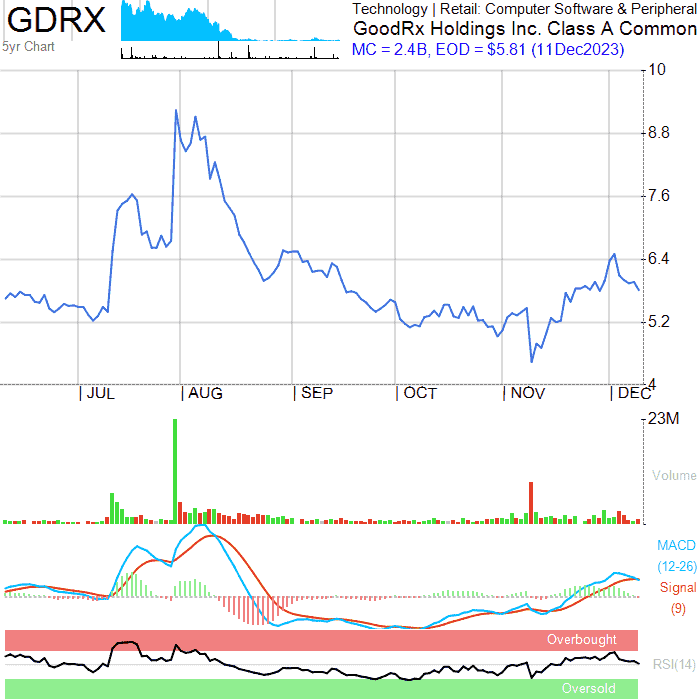 GDRX
5yr Chart
Technology | Retail: Computer Software & Peripheral
GoodRx Holdings Inc. Class A Common
MC = 2.4B, EOD = $5.81 (11Dec2023)
10
8.8
7.6
6.4
5.2
4
| JUL | AUG | SEP | OCT | NOV | DEC
23M
Volume
MACD
(12-26)
Signal
(9)
Overbought
RSI(14)
Oversold